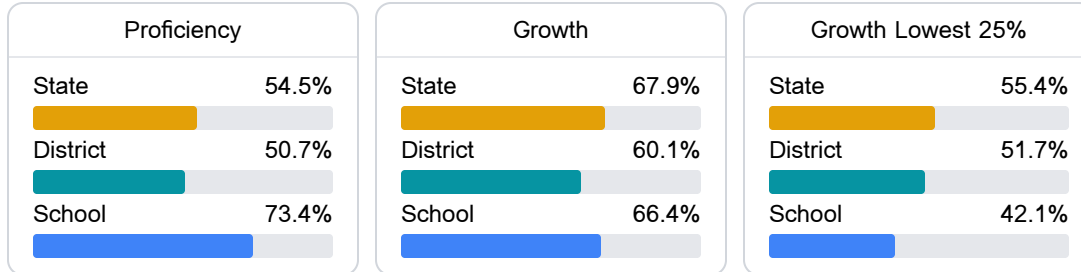 Proficiency
State 54.5%
District 50.7%
School 73.4%
Growth
State 67.9%
District 60.1%
School 66.4%
Growth Lowest 25%
State 55.4%
District 51.7%
School 42.1%